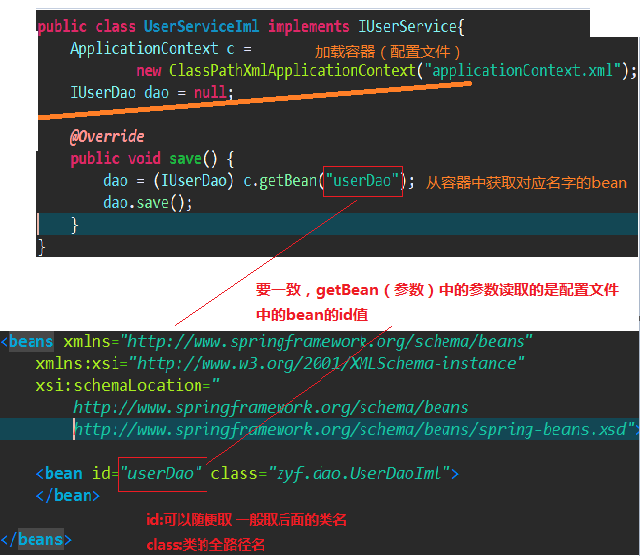 public class UserServiceIml implements IUserService{
ApplicationContext c = 加载容器（配置文件）
new ClassPathXmlApplicationContext("applicationContext.xml");
IUserDao dao = null;
@Override
public void save() {
dao = (IUserDao) c.getBean("userDao"); 从容器中获取对应名字的bean
dao.save();
}
}
要一致，getBean（参数）中的参数读取的是配置文件
中的bean的id值
<beans xmlns="http://www.springframework.org/schema/beans"
xmlns:xsi="http://www.w3.org/2001/XMLSchema-instance"
xsi:schemaLocation="
http://www.springframework.org/schema/beans
http://www.springframework.org/schema/beans/spring-beans.xsd">
<bean id="userDao" class="zyf.dao.UserDaoIml">
</bean>
id:可以随便取 一般取后面的类名
class:类的全路径名
</beans>